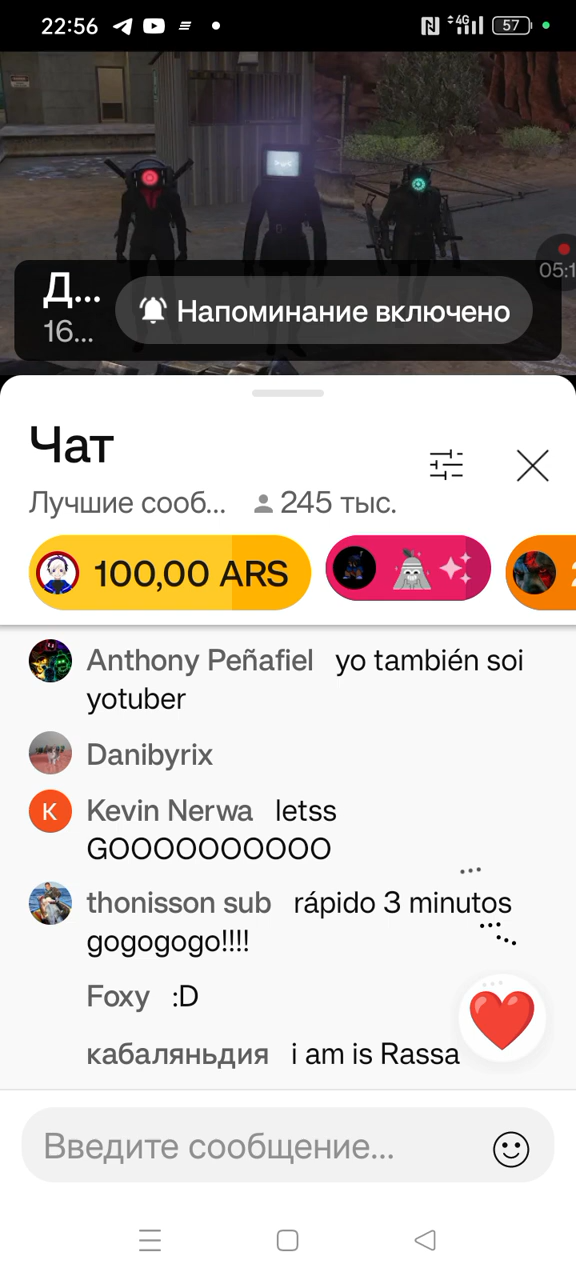 22:56
4G
57
Д...
16...
Напоминание включено
05:1
Чат
Лучшие сооб...
245 тыс.
100,00 ARS
2
Anthony Peñafiel yo también soi
yotuber
Danibyrix
K
Kevin Nerwa letss
GOOOOOOOOOO
thonisson sub rápido 3 minutos
gogogogo!!!!
Foxy :D
кабаляньдия i am is Rassa
Введите сообщение...